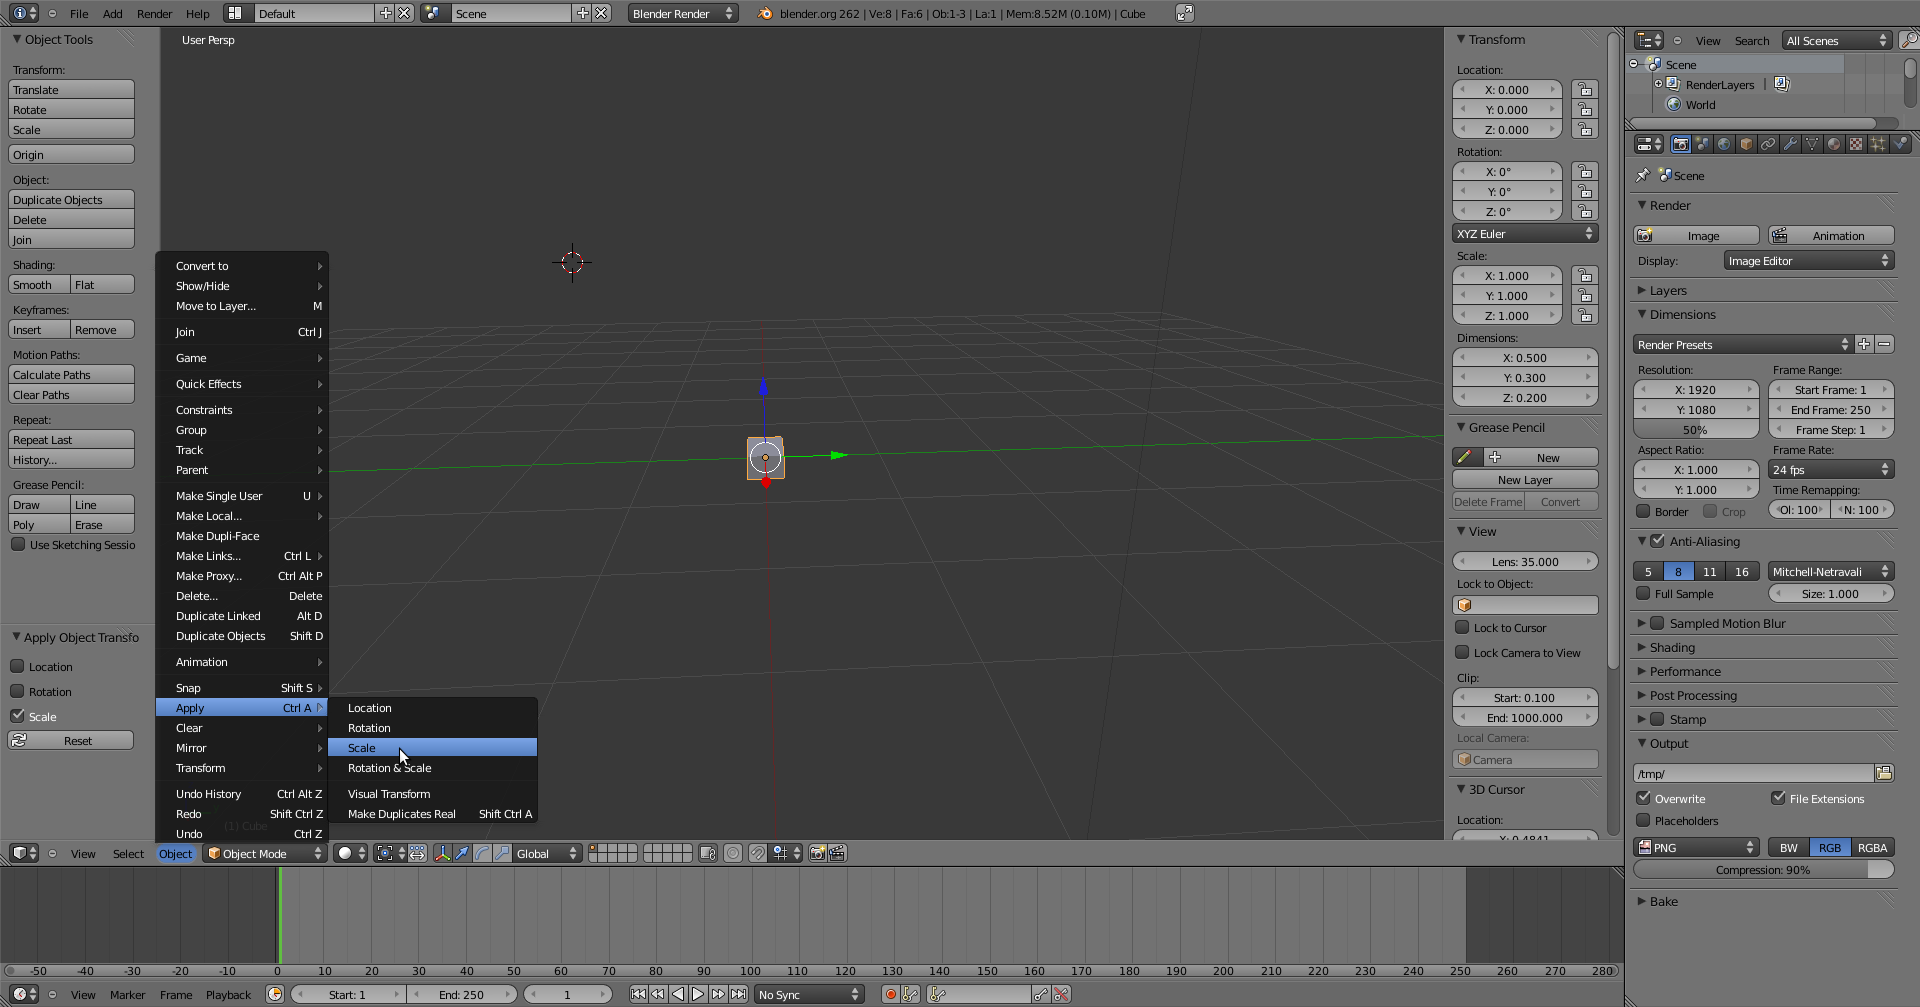 File Add Render Help Default Scene Blender Render blender.org 262 | Ve:8 | Fa:6 | Ob:1-3 | La:1 | Mem:8.52M (0.10M) | Cube
Object Tools
Transform:
Translate
Rotate
Scale
Origin
Object:
Duplicate Objects
Delete
Join
Shading:
Smooth Flat
Keyframes:
Insert Remove
Motion Paths:
Calculate Paths
Clear Paths
Repeat:
Repeat Last
History...
Grease Pencil:
Draw Line
Poly Erase
Use Sketching Sessio
Apply Object Transfo
Location
Rotation
Scale
Reset
User Persp
Convert to
Show/Hide
Move to Layer... M
Join Ctrl J
Game
Quick Effects
Constraints
Group
Track
Parent
Make Single User U
Make Local...
Make Dupli-Face
Make Links... Ctrl L
Make Proxy... Ctrl Alt P
Delete... Delete
Duplicate Linked Alt D
Duplicate Objects Shift D
Animation
Snap Shift S
Apply Ctrl A
Clear
Mirror
Transform
Undo History Ctrl Alt Z
Redo Shift Ctrl Z
(1) Cube
Undo Ctrl Z
Location
Rotation
Scale
Rotation & Scale
Visual Transform
Make Duplicates Real Shift Ctrl A
Transform
Location:
X: 0.000
Y: 0.000
Z: 0.000
Rotation:
X: 0°
Y: 0°
Z: 0°
XYZ Euler
Scale:
X: 1.000
Y: 1.000
Z: 1.000
Dimensions:
X: 0.500
Y: 0.300
Z: 0.200
Grease Pencil
New
New Layer
Delete Frame Convert
View
Lens: 35.000
Lock to Object:
Lock to Cursor
Lock Camera to View
Clip:
Start: 0.100
End: 1000.000
Local Camera:
Camera
3D Cursor
Location:
X: 0.4841
View Search All Scenes
Scene
RenderLayers |
World
Scene
Render
Image Animation
Display: Image Editor
Layers
Dimensions
Render Presets
Resolution: Frame Range:
X: 1920 Start Frame: 1
Y: 1080 End Frame: 250
50% Frame Step: 1
Aspect Ratio: Frame Rate:
X: 1.000 24 fps
Y: 1.000 Time Remapping:
Border Crop Ol: 100 N: 100
Anti-Aliasing
5 8 11 16 Mitchell-Netravali
Full Sample Size: 1.000
Sampled Motion Blur
Shading
Performance
Post Processing
Stamp
Output
/tmp/
Overwrite File Extensions
Placeholders
PNG BW RGB RGBA
Compression: 90%
Bake
View Select Object Object Mode Global
-50 -40 -30 -20 -10 0 10 20 30 40 50 60 70 80 90 100 110 120 130 140 150 160 170 180 190 200 210 220 230 240 250 260 270 280
View Marker Frame Playback Start: 1 End: 250 1 No Sync